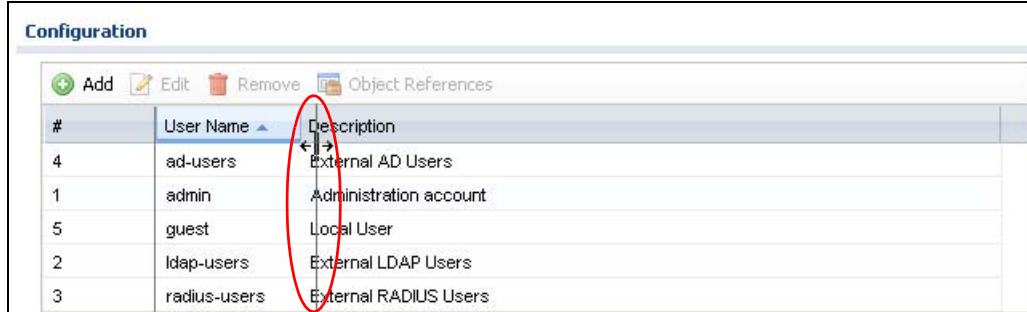 Configuration
Add Edit Remove Object References
# User Name Description
4 ad-users External AD Users
1 admin Administration account
5 guest Local User
2 ldap-users External LDAP Users
3 radius-users External RADIUS Users